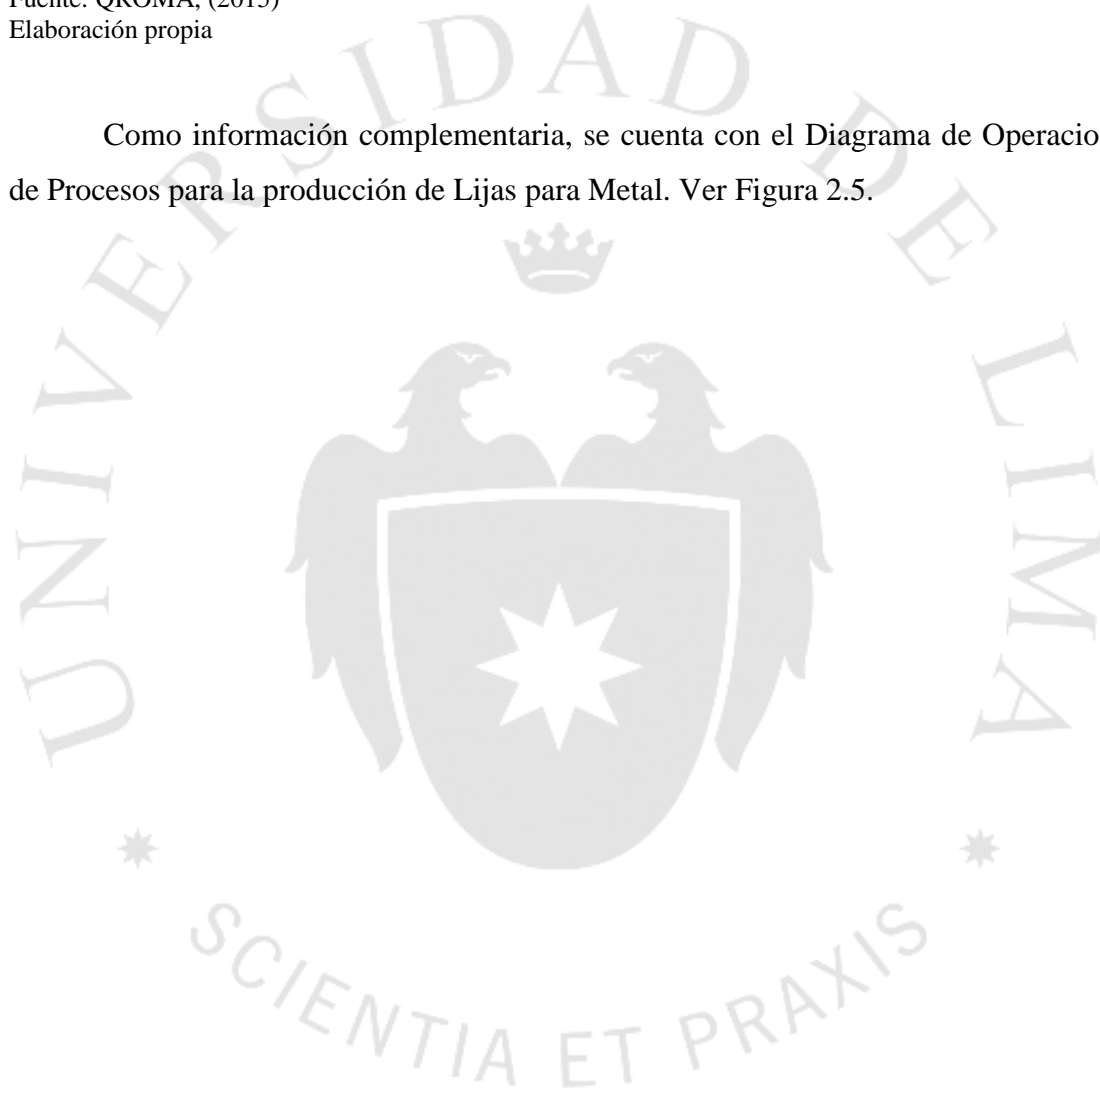 Fuente: QROMA, (2015)
Elaboración propia
Como información complementaria, se cuenta con el Diagrama de Operacio
de Procesos para la producción de Lijas para Metal. Ver Figura 2.5.
UNIVERSIDAD DE LIMA
SCIENTIA ET PRAXIS